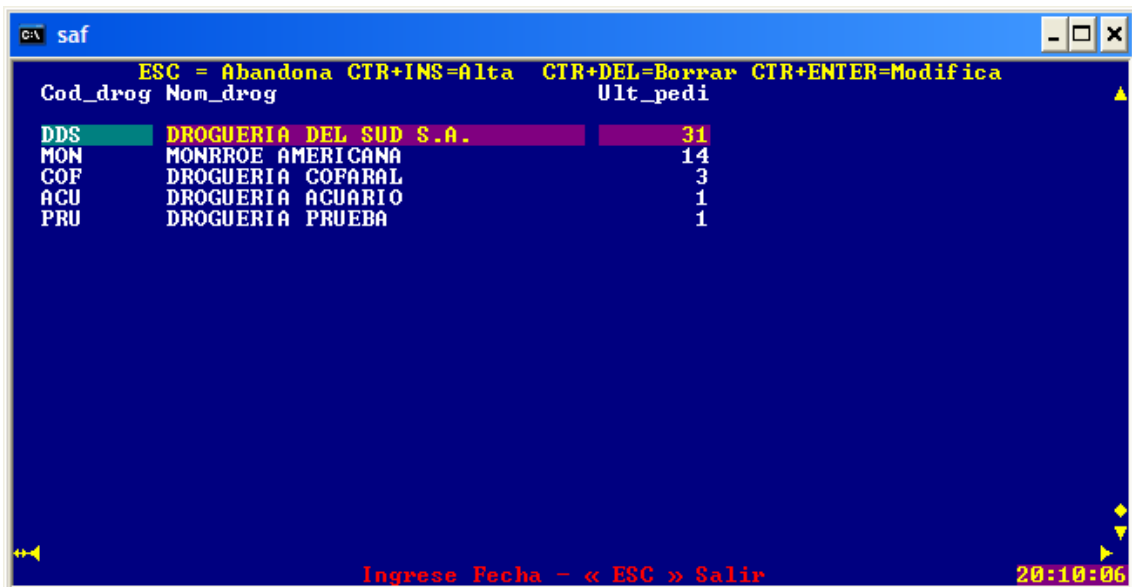 saf
ESC = Abandona CTR+INS=Alta CTR+DEL=Borrar CTR+ENTER=Modifica
Cod_drog Nom_drog Ult_pedi
DDS DROGUERIA DEL SUD S.A. 31
MON MONRROE AMERICANA 14
COF DROGUERIA COFARAL 3
ACU DROGUERIA ACUARIO 1
PRU DROGUERIA PRUEBA 1
Ingrese Fecha - « ESC » Salir 20:10:06